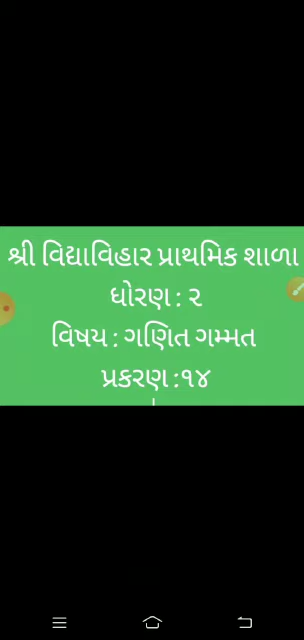 શ્રી વિદ્યાવિહાર પ્રાથમિક શાળા
ધોરણ : ૨
વિષય : ગણિત ગમ્મત
પ્રકરણ :૧૪